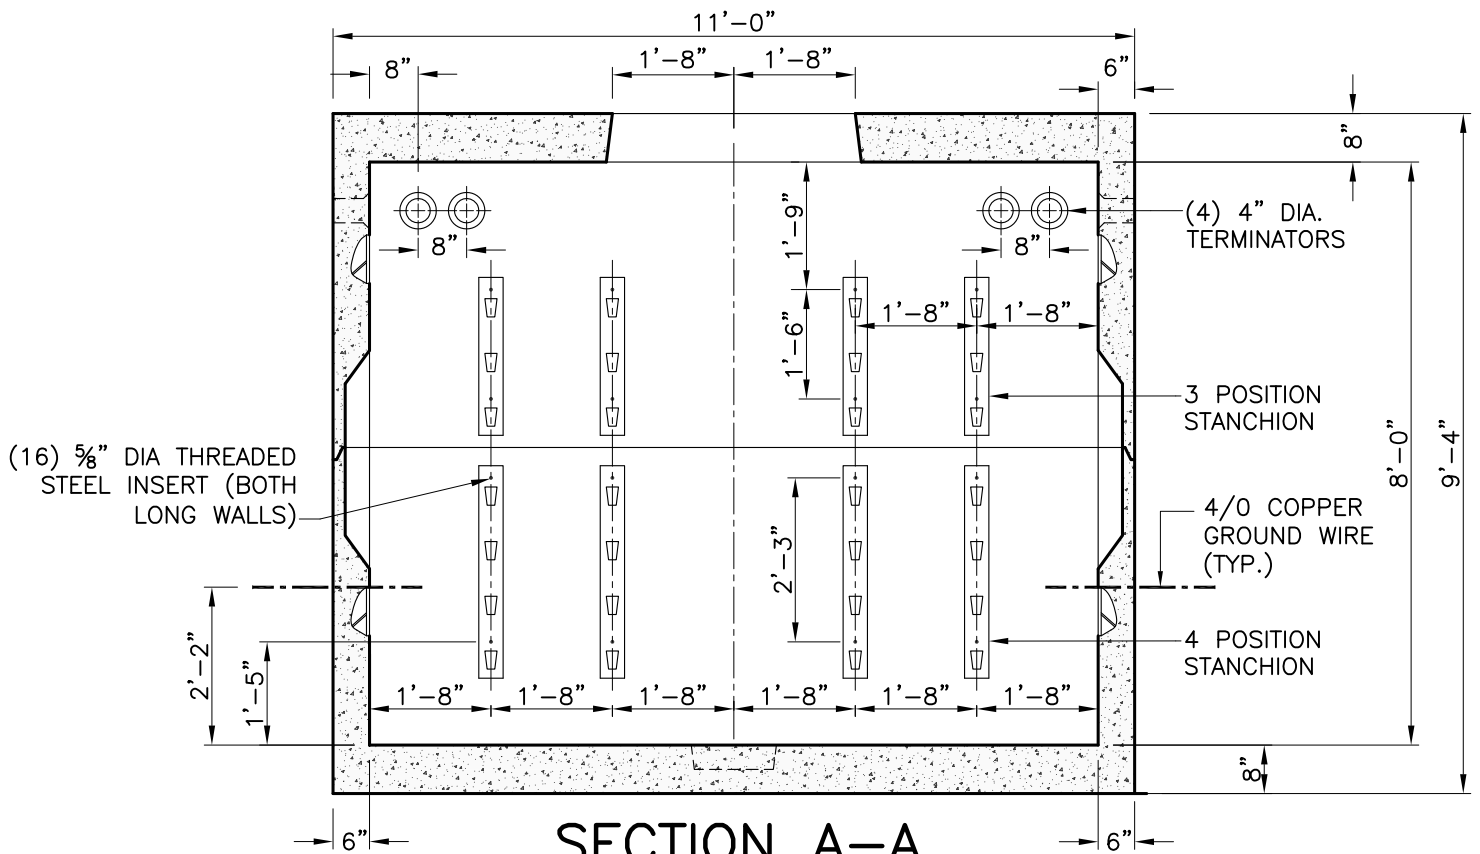 11'-0"
8"
1'-8"
1'-8"
6"
8"
(4) 4" DIA.
TERMINATORS
8"
8"
1'-9"
1'-6"
1'-8"
1'-8"
3 POSITION
STANCHION
8'-0"
9'-4"
(16) ⅝" DIA THREADED
STEEL INSERT (BOTH
LONG WALLS)
4/0 COPPER
GROUND WIRE
(TYP.)
2'-3"
2'-2"
1'-5"
4 POSITION
STANCHION
1'-8"
1'-8"
1'-8"
1'-8"
1'-8"
1'-8"
8"
6"
SECTION A-A
6"